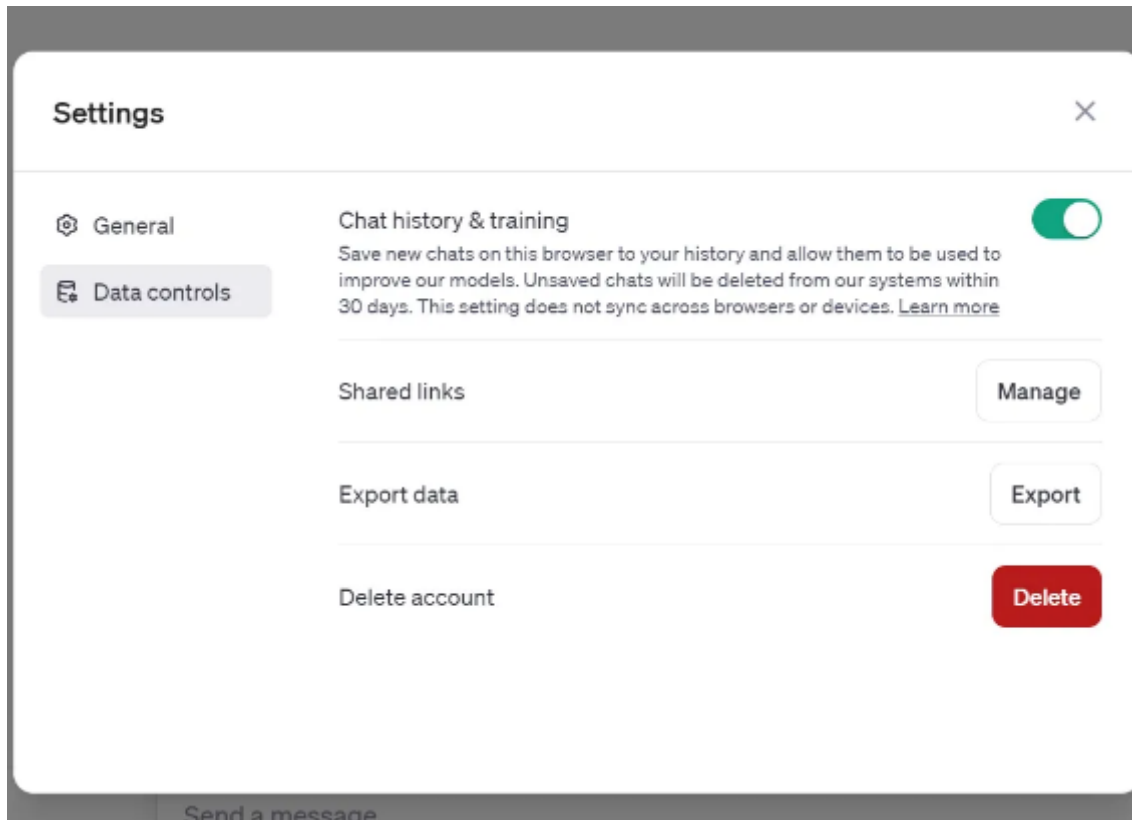 Settings
General
Data controls
Chat history & training
Save new chats on this browser to your history and allow them to be used to
improve our models. Unsaved chats will be deleted from our systems within
30 days. This setting does not sync across browsers or devices. Learn more
Shared links
Manage
Export data
Export
Delete account
Delete
Send a message